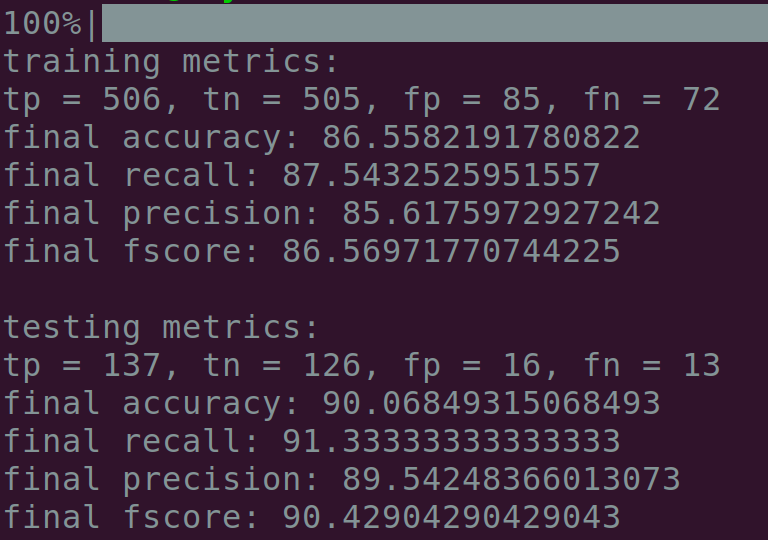 100%|
training metrics:
tp = 506, tn = 505, fp = 85, fn = 72
final accuracy: 86.5582191780822
final recall: 87.5432525951557
final precision: 85.6175972927242
final fscore: 86.56971770744225
testing metrics:
tp = 137, tn = 126, fp = 16, fn = 13
final accuracy: 90.06849315068493
final recall: 91.33333333333333
final precision: 89.54248366013073
final fscore: 90.42904290429043